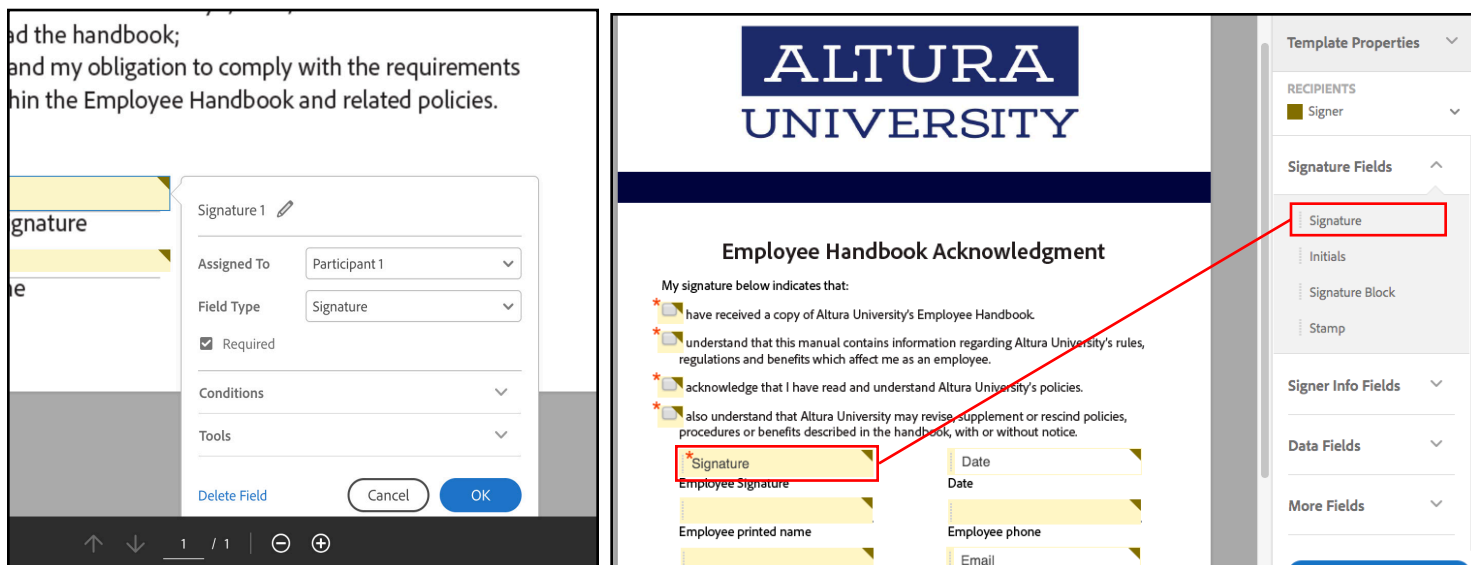 ad the handbook;
and my obligation to comply with the requirements
hin the Employee Handbook and related policies.
gnature
Signature 1
Assigned To
Participant 1
Field Type
Signature
Required
Conditions
Tools
Delete Field
Cancel
OK
1 / 1
ALTURA
UNIVERSITY
Employee Handbook Acknowledgment
My signature below indicates that:
* have received a copy of Altura University's Employee Handbook.
* understand that this manual contains information regarding Altura University's rules,
regulations and benefits which affect me as an employee.
* acknowledge that I have read and understand Altura University's policies.
* also understand that Altura University may revise, supplement or rescind policies,
procedures or benefits described in the handbook, with or without notice.
*Signature
Date
Employee Signature
Date
Employee printed name
Employee phone
Email
Template Properties
RECIPIENTS
Signer
Signature Fields
Signature
Initials
Signature Block
Stamp
Signer Info Fields
Data Fields
More Fields